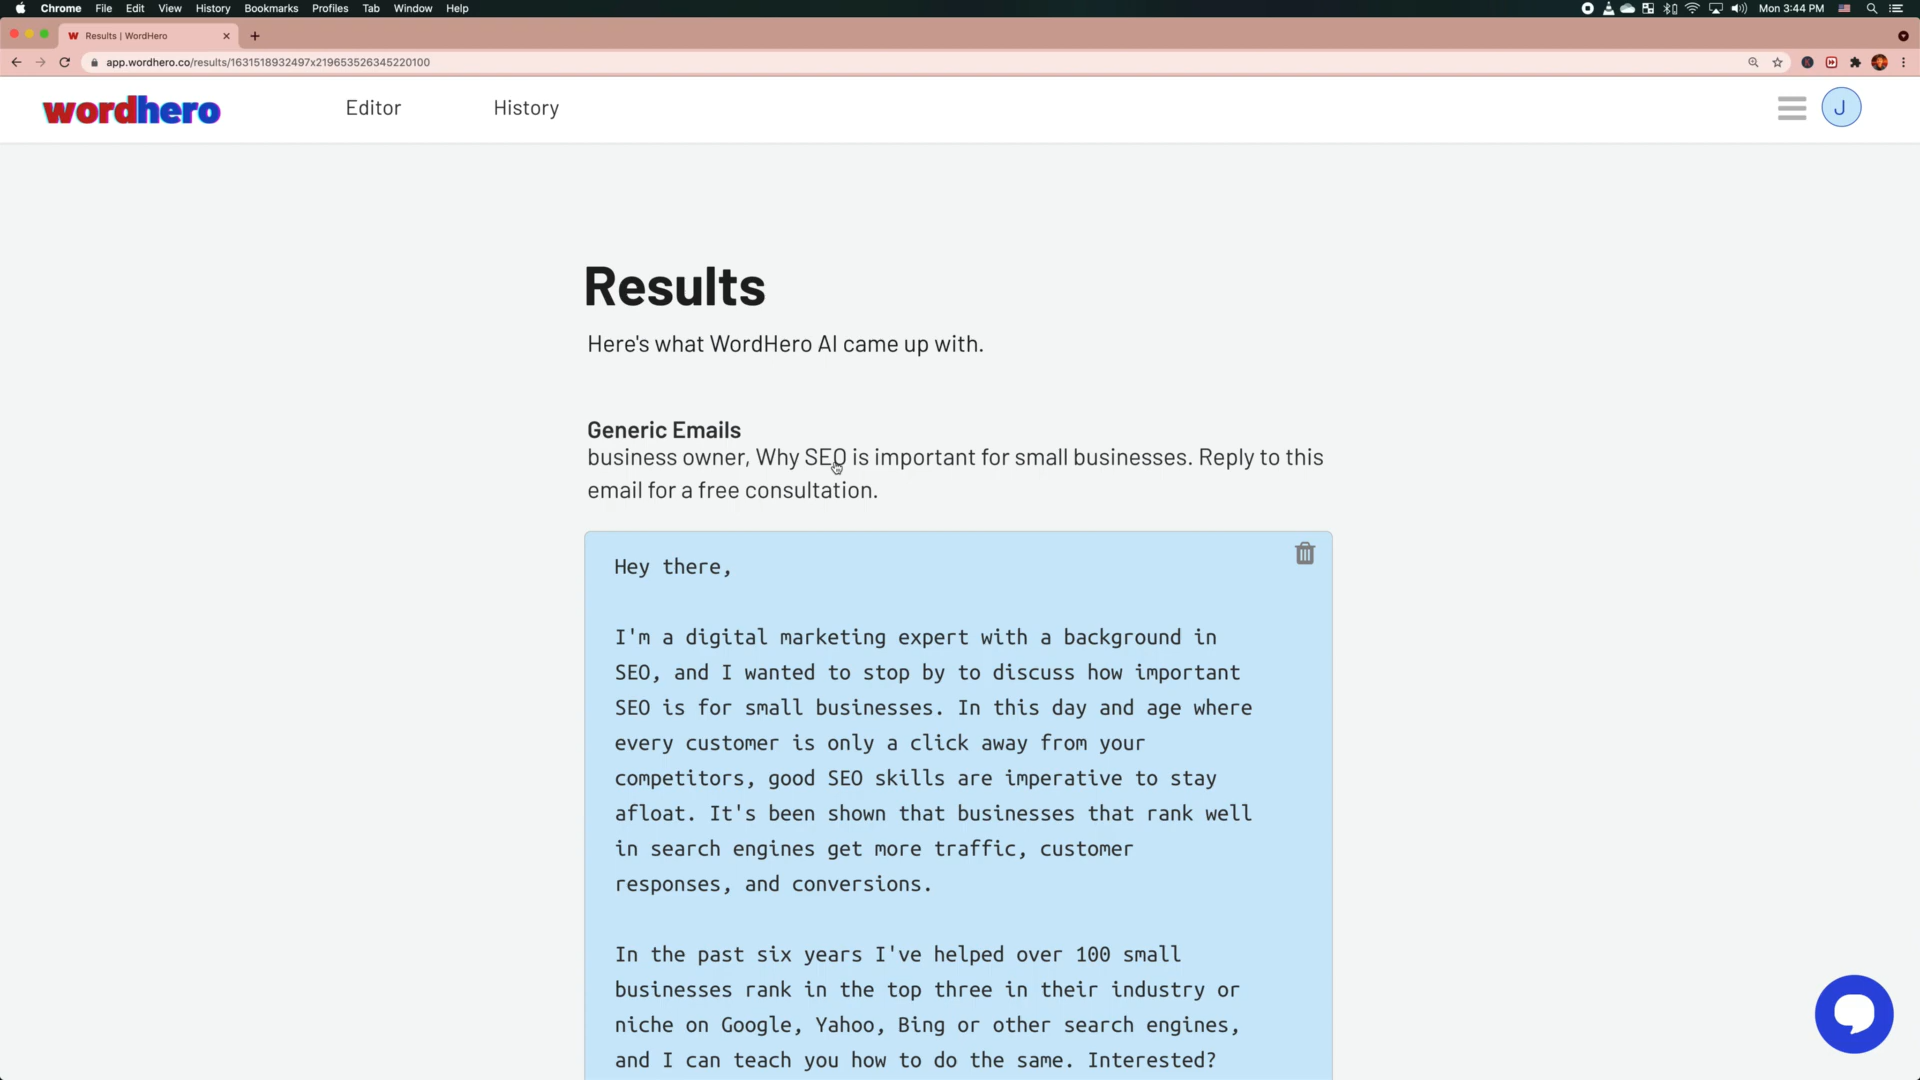 Chrome File Edit View History Bookmarks Profiles Tab Window Help Mon 3:44 PM
W Results | WordHero
app.wordhero.co/results/1631518932497x219653526345220100
wordhero Editor History J
Results
Here's what WordHero AI came up with.
Generic Emails
business owner, Why SEO is important for small businesses. Reply to this
email for a free consultation.
Hey there,
I'm a digital marketing expert with a background in
SEO, and I wanted to stop by to discuss how important
SEO is for small businesses. In this day and age where
every customer is only a click away from your
competitors, good SEO skills are imperative to stay
afloat. It's been shown that businesses that rank well
in search engines get more traffic, customer
responses, and conversions.
In the past six years I've helped over 100 small
businesses rank in the top three in their industry or
niche on Google, Yahoo, Bing or other search engines,
and I can teach you how to do the same. Interested?